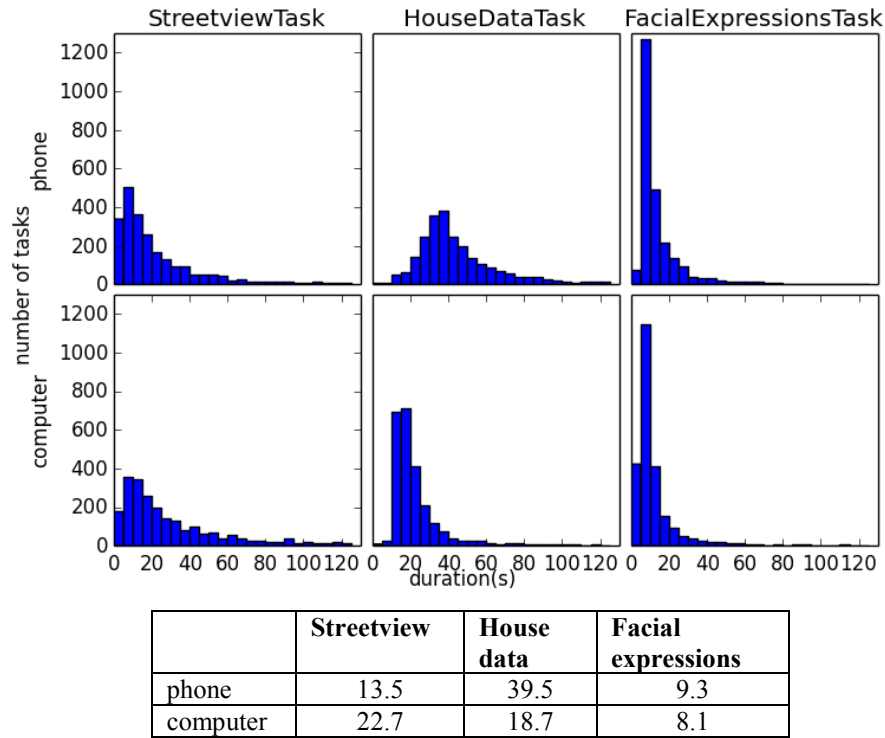 StreetviewTask HouseDataTask FacialExpressionsTask
1200
1000
800
600
400
200
0
phone
number of tasks
1200
1000
800
600
400
200
0
computer
0 20 40 60 80 100 120 0 20 40 60 80 100 120 0 20 40 60 80 100 120
duration(s)
Streetview House data Facial expressions
phone 13.5 39.5 9.3
computer 22.7 18.7 8.1